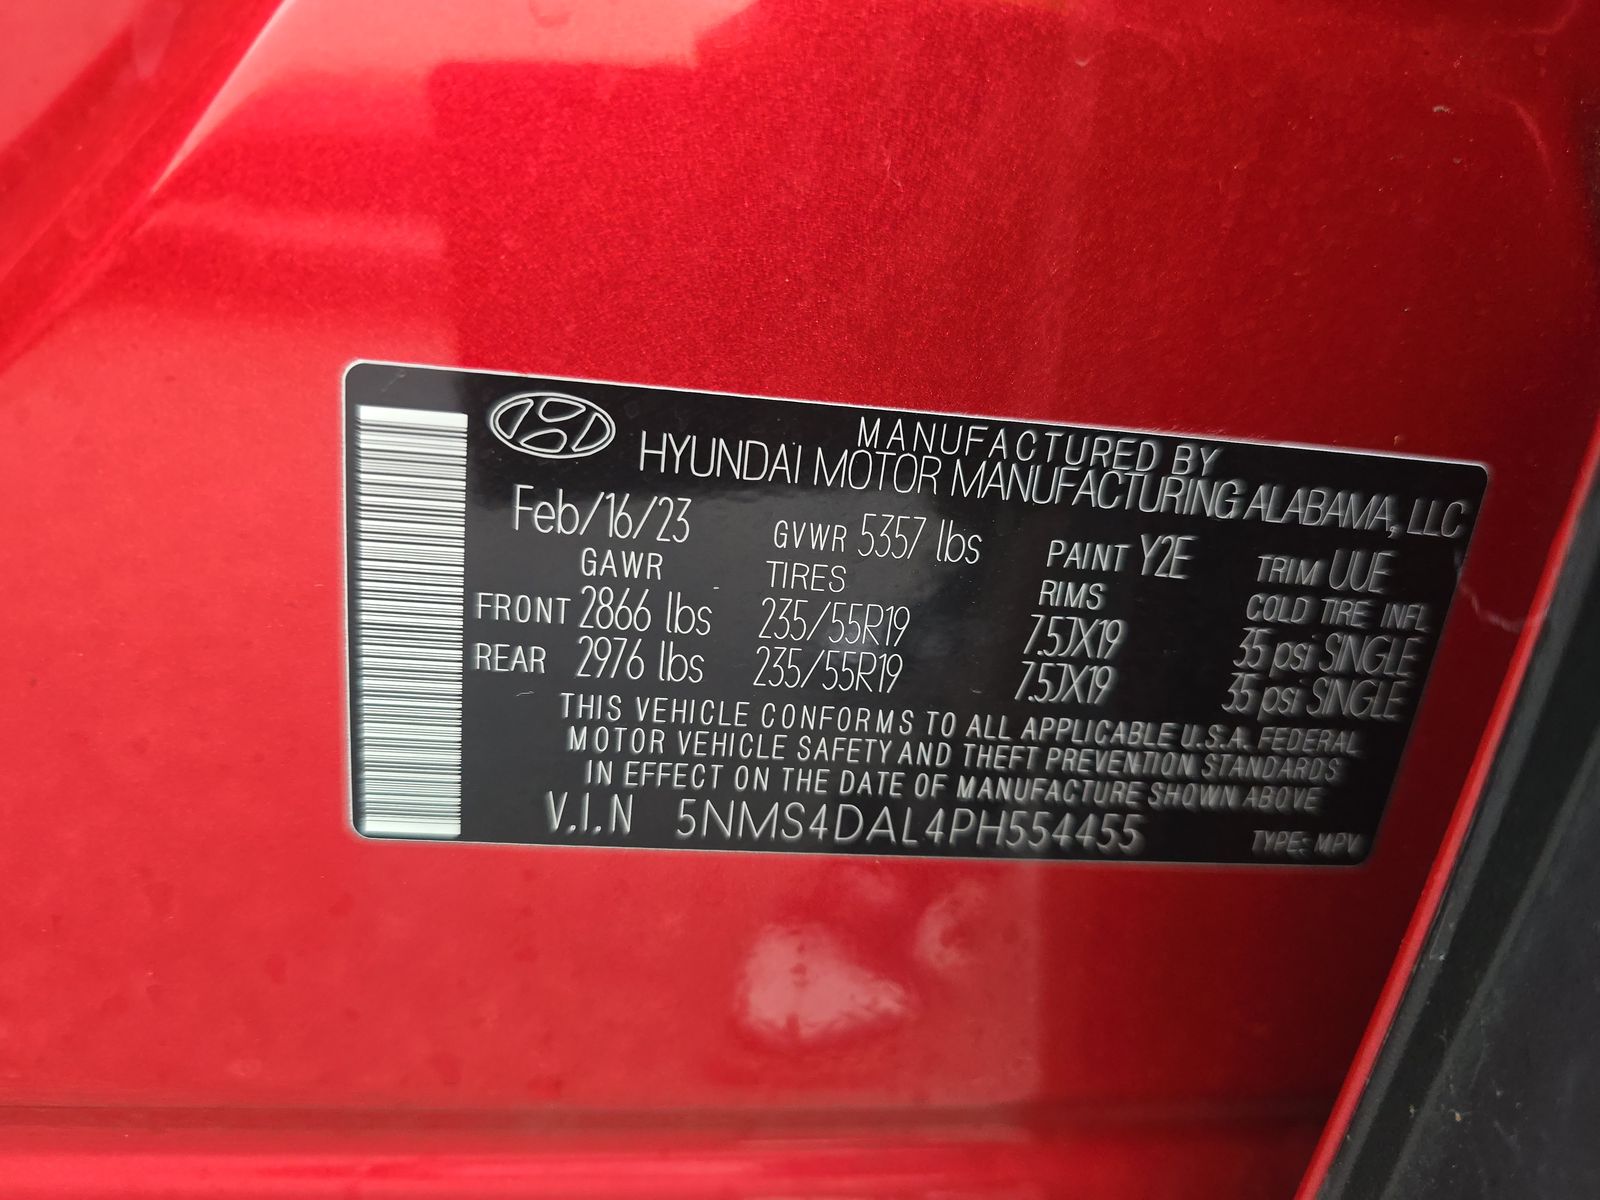 MANUFACTURED BY
HYUNDAI MOTOR MANUFACTURING ALABAMA, LLC
Feb/16/23 GVWR 5357 lbs PAINT Y2E TRIM UUE
GAWR TIRES RIMS COLD TIRE INFL
FRONT 2866 lbs 235/55R19 7.5JX19 35 psi SINGLE
REAR 2976 lbs 235/55R19 7.5JX19 35 psi SINGLE
THIS VEHICLE CONFORMS TO ALL APPLICABLE U.S.A. FEDERAL
MOTOR VEHICLE SAFETY AND THEFT PREVENTION STANDARDS
IN EFFECT ON THE DATE OF MANUFACTURE SHOWN ABOVE
V.I.N 5NMS4DAL4PH554455 TYPE: MPV